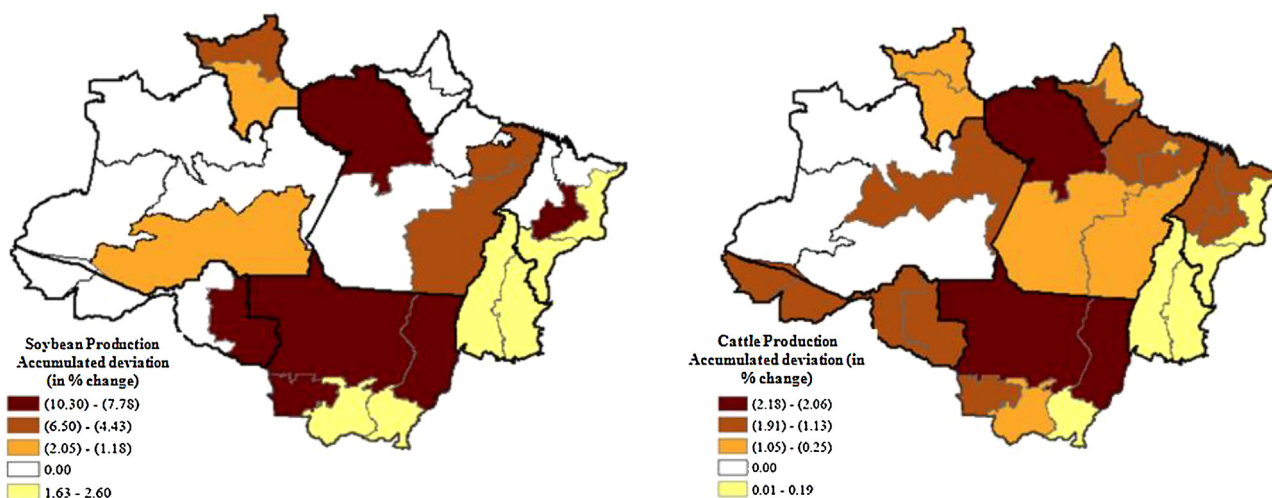 Soybean Production
Accumulated deviation
(in % change)
(10.30) - (7.78)
(6.50) - (4.43)
(2.05) - (1.18)
0.00
1.63 - 2.60
Cattle Production
Accumulated deviation (in
% change)
(2.18) - (2.06)
(1.91) - (1.13)
(1.05) - (0.25)
0.00
0.01 - 0.19